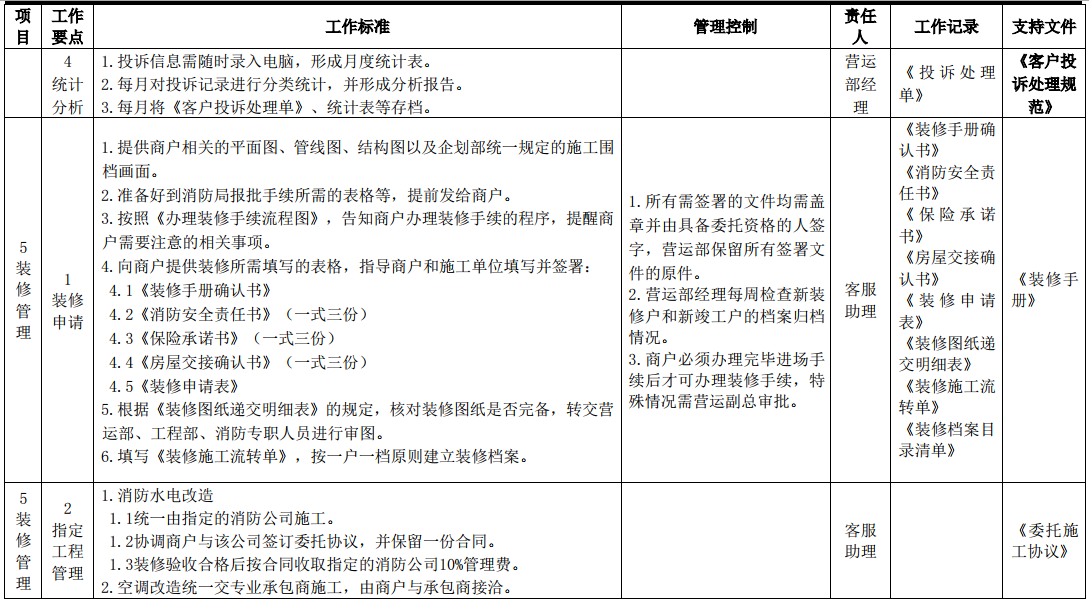 项目 工作要点 工作标准 管理控制 责任人 工作记录 支持文件
4
统计
分析
1.投诉信息需随时录入电脑，形成月度统计表。
2.每月对投诉记录进行分类统计，并形成分析报告。
3.每月将《客户投诉处理单》、统计表等存档。
营运
部经
理
《投诉处理
单》
《客户投
诉处理规
范》
5
装
修
管
理
1
装修
申请
1.提供商户相关的平面图、管线图、结构图以及企划部统一规定的施工围
档画面。
2.准备好到消防局报批手续所需的表格等，提前发给商户。
3.按照《办理装修手续流程图》，告知商户办理装修手续的程序，提醒商
户需要注意的相关事项。
4.向商户提供装修所需填写的表格，指导商户和施工单位填写并签署：
4.1《装修手册确认书》
4.2《消防安全责任书》（一式三份）
4.3《保险承诺书》（一式三份）
4.4《房屋交接确认书》（一式三份）
4.5《装修申请表》
5.根据《装修图纸递交明细表》的规定，核对装修图纸是否完备，转交营
运部、工程部、消防专职人员进行审图。
6.填写《装修施工流转单》，按一户一档原则建立装修档案。
1.所有需签署的文件均需盖
章并由具备委托资格的人签
字，营运部保留所有签署文
件的原件。
2.营运部经理每周检查新装
修户和新竣工户的档案归档
情况。
3.商户必须办理完毕进场手
续后才可办理装修手续，特
殊情况需营运副总审批。
客服
助理
《装修手册确
认书》
《消防安全责
任书》
《保险承诺
书》
《房屋交接确
认书》
《装修申请
表》
《装修图纸递
交明细表》
《装修施工流
转单》
《装修档案目
录清单》
《装修手
册》
5
装
修
管
理
2
指定
工程
管理
1.消防水电改造
1.1统一由指定的消防公司施工。
1.2协调商户与该公司签订委托协议，并保留一份合同。
1.3装修验收合格后按合同收取指定的消防公司10%管理费。
2.空调改造统一交专业承包商施工，由商户与承包商接洽。
客服
助理
《委托施
工协议》